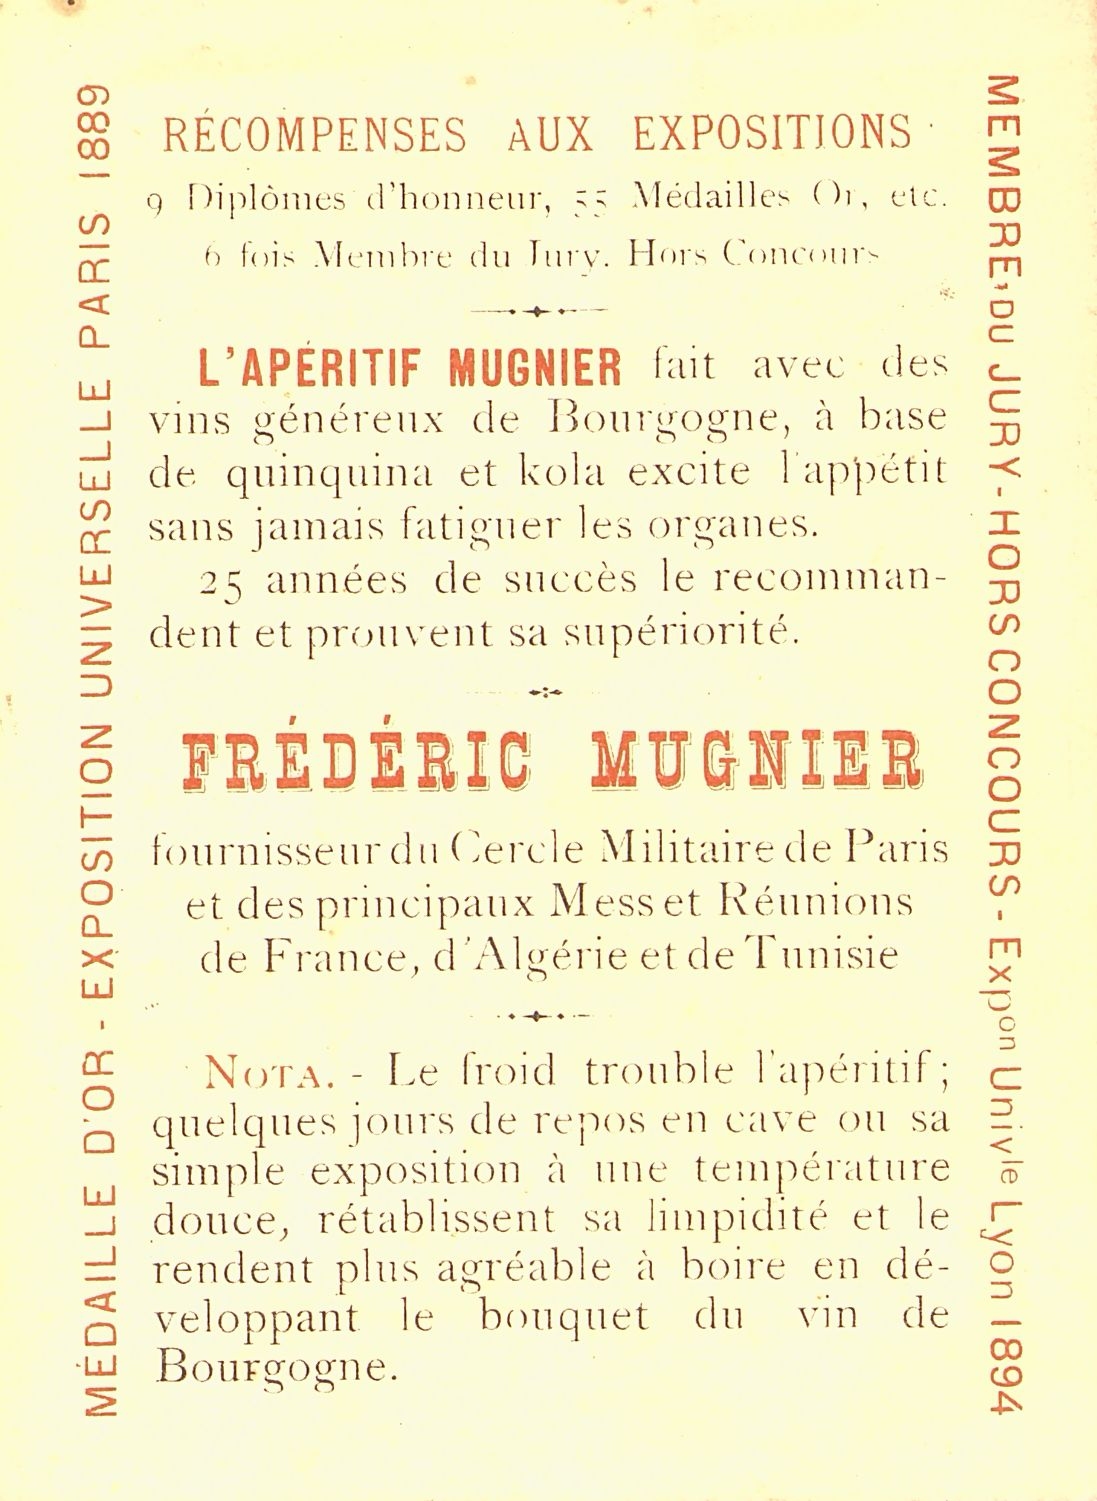 MÉDAILLE D'OR - EXPOSITION UNIVERSELLE PARIS 1889
RÉCOMPENSES AUX EXPOSITIONS
9 Diplômes d'honneur, 55 Médailles Or, etc.
6 fois Membre du Jury. Hors Concours
L'APÉRITIF MUGNIER fait avec des
vins généreux de Bourgogne, à base
de quinquina et kola excite l'appétit
sans jamais fatiguer les organes.
25 années de succès le recomman-
dent et prouvent sa supériorité.
FRÉDÉRIC MUGNIER
fournisseur du Cercle Militaire de Paris
et des principaux Mess et Réunions
de France, d'Algérie et de Tunisie
NOTA. - Le froid trouble l'apéritif ;
quelques jours de repos en cave ou sa
simple exposition à une température
douce, rétablissent sa limpidité et le
rendent plus agréable à boire en dé-
veloppant le bouquet du vin de
Bourgogne.
MEMBRE DU JURY - HORS CONCOURS - Expon Univle Lyon 1894